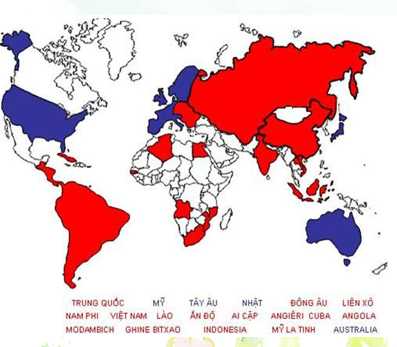 TRUNG QUỐC MỸ TÂY ÂU NHẬT ĐÔNG ÂU LIÊN XÔ
NAM PHI VIỆT NAM LÀO ẤN ĐỘ AI CẬP ANGIÊRI CUBA ANGOLA
MODAMBICH GHINE BITXAO INDONESIA MỸ LA TINH AUSTRALIA